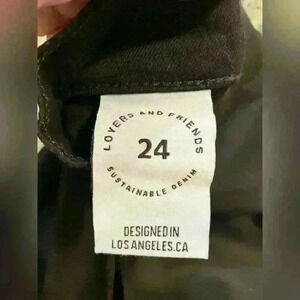 LOVERS AND FRIENDS
24
SUSTAINABLE DENIM
DESIGNED IN
LOS ANGELES.CA